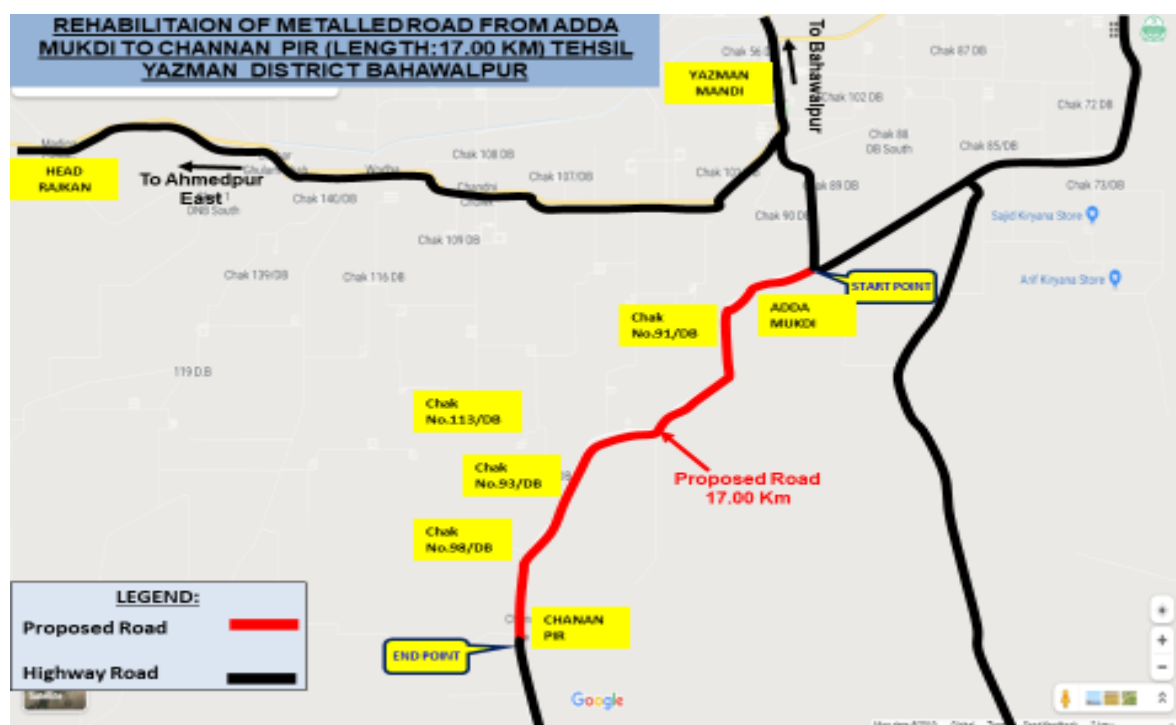 REHABILITAION OF METALLED ROAD FROM ADDA
MUKDI TO CHANNAN PIR (LENGTH:17.00 KM) TEHSIL
YAZMAN DISTRICT BAHAWALPUR
To Bahawalpur
Chak 56
Chak 87 DB
YAZMAN
MANDI
Chak 102 DB
Chak 72 DB
Chak 88
DB South
Chak 85/DB
HEAD
RAJKAN
To Ahmedpur
East
DNB South
Chak 108 DB
Chandni
Chak 107/DB
Chak 89 DB
Chak 73/DB
Chak 140/DB
Chak 90 DB
Sajid Kiryana Store
Chak 109 DB
Chak 139/DB
Chak 116 DB
START POINT
Arif Kiryana Store
ADDA
MUKDI
Chak
No.91/DB
119 D.B
Chak
No.113/DB
Chak
No.93/DB
Proposed Road
17.00 Km
Chak
No.98/DB
LEGEND:
Proposed Road
Highway Road
CHANAN
PIR
END POINT
Google
Satellite